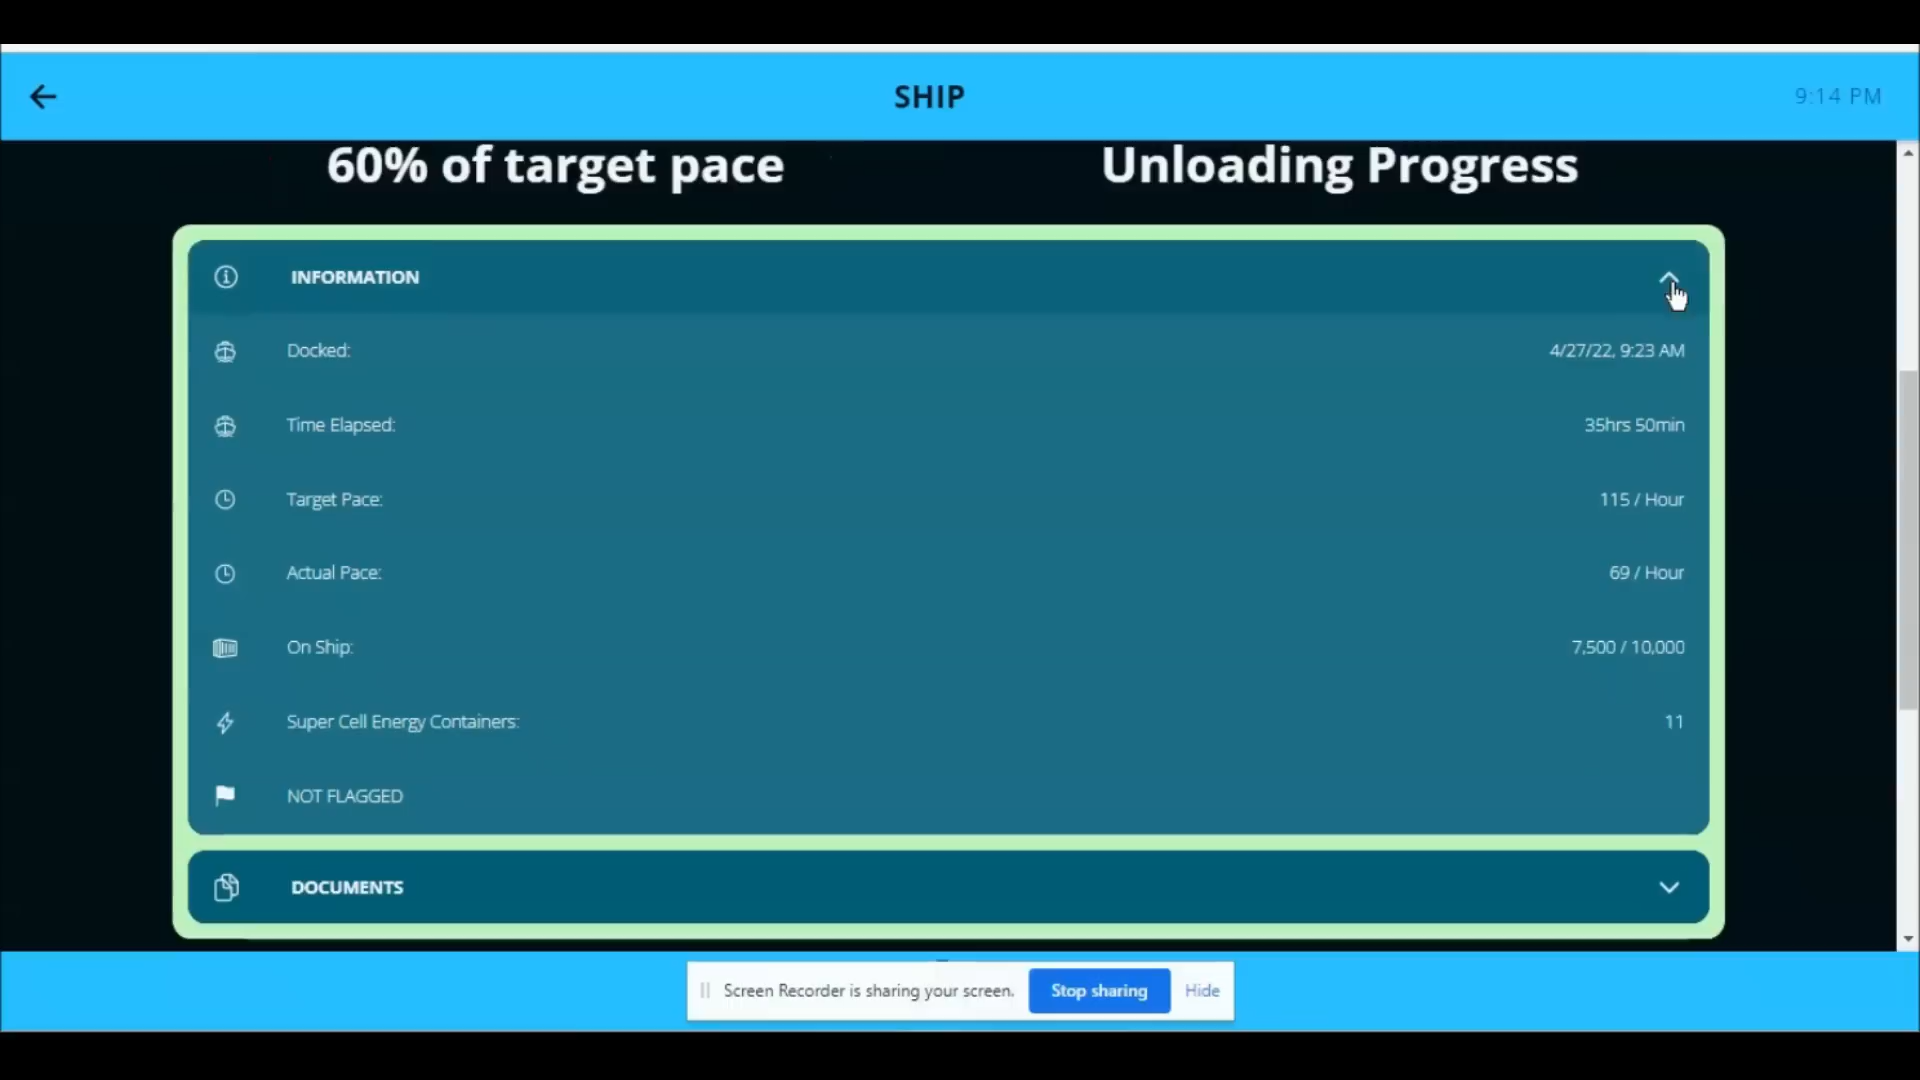 SHIP
9:14 PM
60% of target pace
Unloading Progress
INFORMATION
Docked:
4/27/22, 9:23 AM
Time Elapsed:
35hrs 50min
Target Pace:
115 / Hour
Actual Pace:
69 / Hour
On Ship:
7,500 / 10,000
Super Cell Energy Containers:
11
NOT FLAGGED
DOCUMENTS
Screen Recorder is sharing your screen.
Stop sharing
Hide